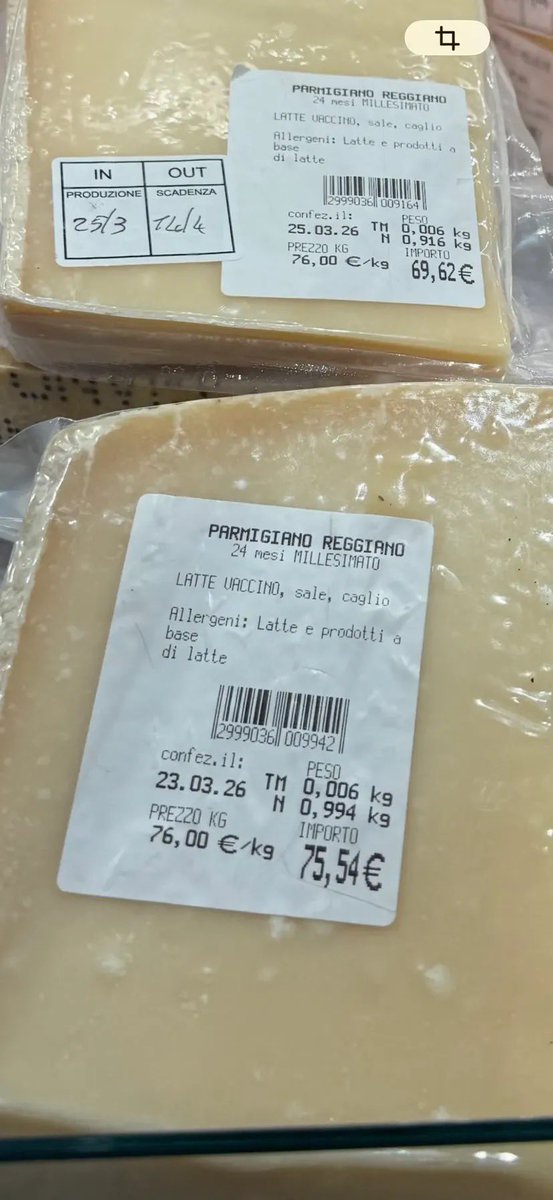 PARMIGIANO REGGIANO
24 mesi MILLESIMATO
LATTE VACCINO, sale, caglio
Allergeni: Latte e prodotti a
base
di latte
2999036 009164
confez.il: PESO
25.03.26 TM 0,006 kg
N 0,916 kg
PREZZO KG IMPORTO
76,00 €/kg 69,62€
IN OUT
PRODUZIONE SCADENZA
25/3 14/4
PARMIGIANO REGGIANO
24 mesi MILLESIMATO
LATTE VACCINO, sale, caglio
Allergeni: Latte e prodotti a
base
di latte
2999036 009942
confez.il: PESO
23.03.26 TM 0,006 kg
N 0,994 kg
PREZZO KG IMPORTO
76,00 €/kg 75,54€